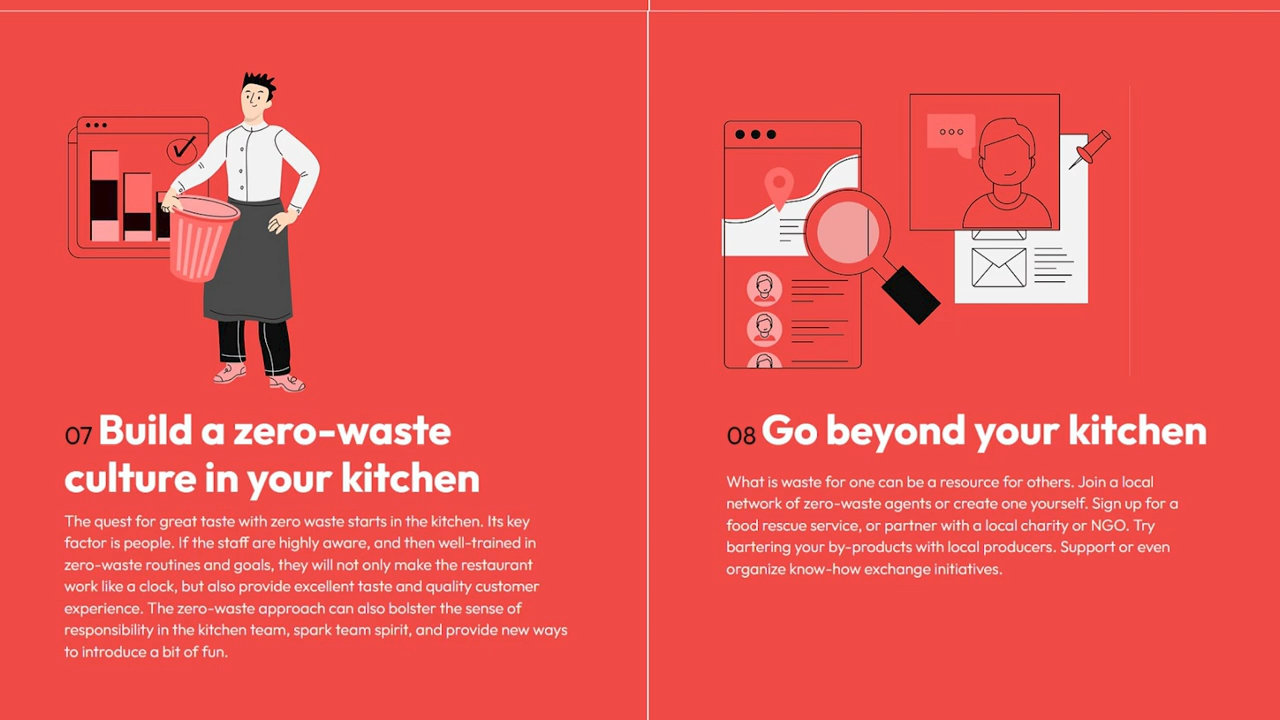 07 Build a zero-waste
culture in your kitchen
The quest for great taste with zero waste starts in the kitchen. Its key
factor is people. If the staff are highly aware, and then well-trained in
zero-waste routines and goals, they will not only make the restaurant
work like a clock, but also provide excellent taste and quality customer
experience. The zero-waste approach can also bolster the sense of
responsibility in the kitchen team, spark team spirit, and provide new ways
to introduce a bit of fun.
08 Go beyond your kitchen
What is waste for one can be a resource for others. Join a local
network of zero-waste agents or create one yourself. Sign up for a
food rescue service, or partner with a local charity or NGO. Try
bartering your by-products with local producers. Support or even
organize know-how exchange initiatives.